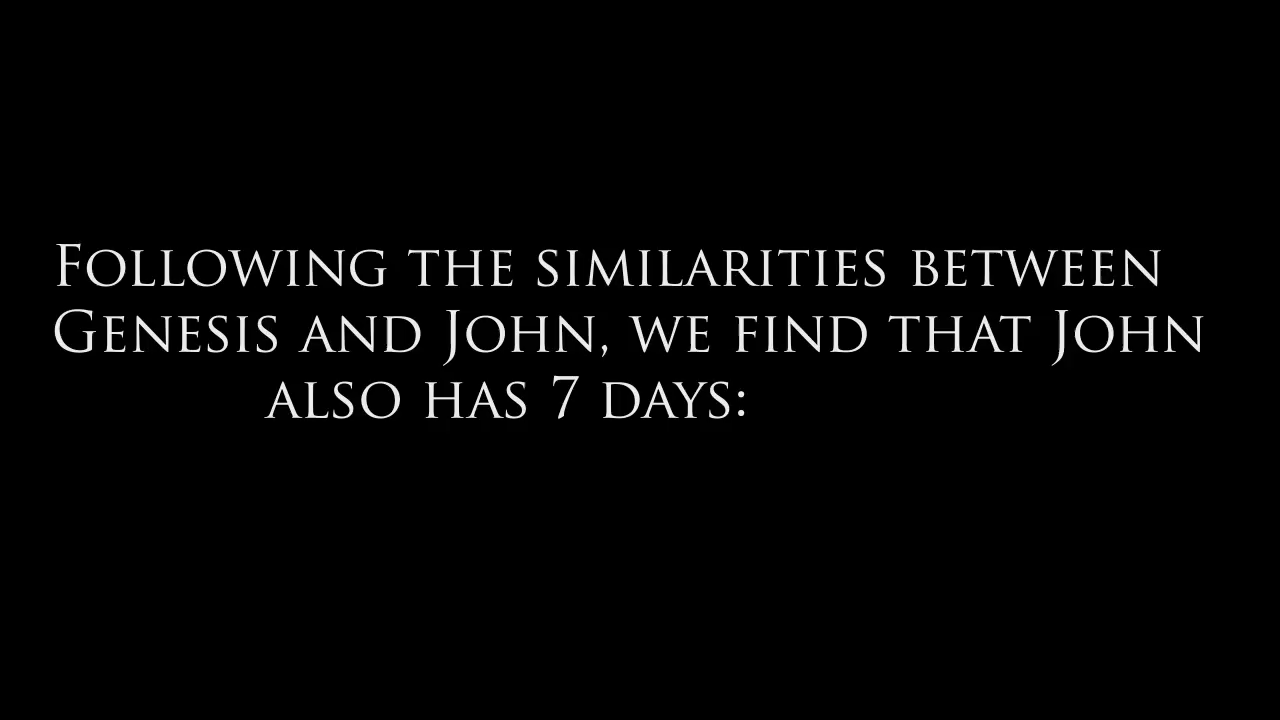 Following the similarities between
Genesis and John, we find that John
also has 7 days: